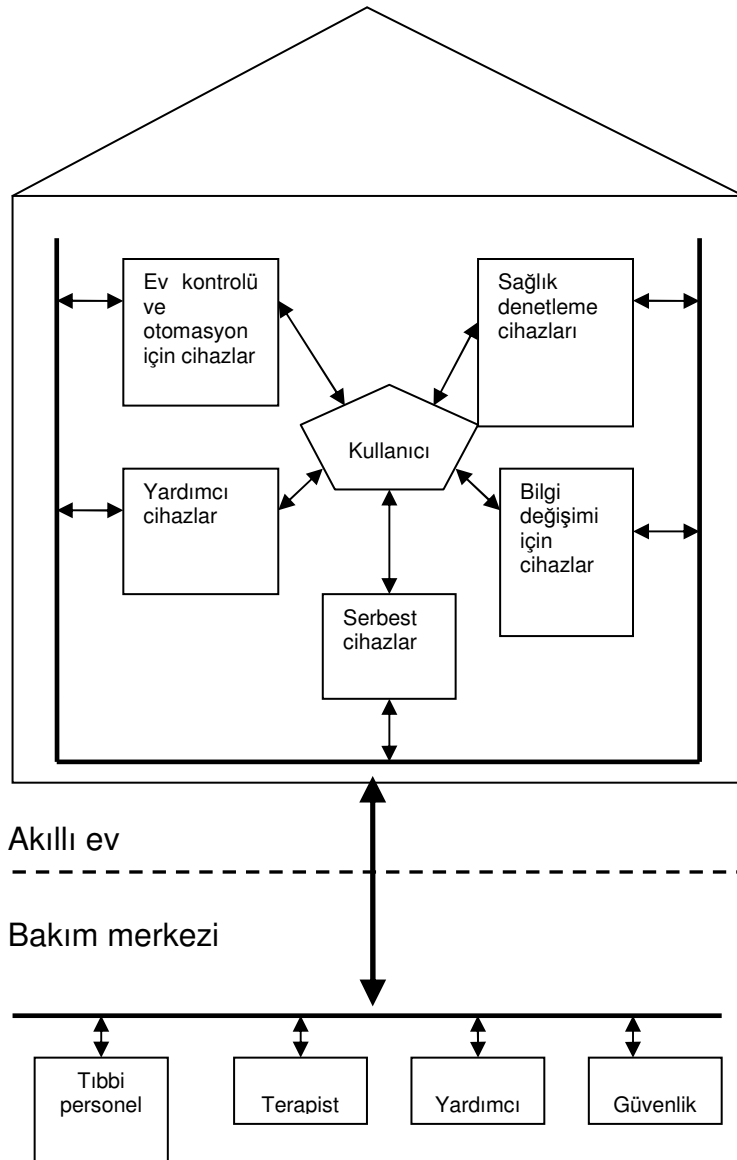 Ev kontrolü
ve
otomasyon
için cihazlar
Sağlık
denetleme
cihazları
Kullanıcı
Yardımcı
cihazlar
Bilgi
değişimi
için
cihazlar
Serbest
cihazlar
Akıllı ev
Bakım merkezi
Tıbbi
personel
Terapist
Yardımcı
Güvenlik